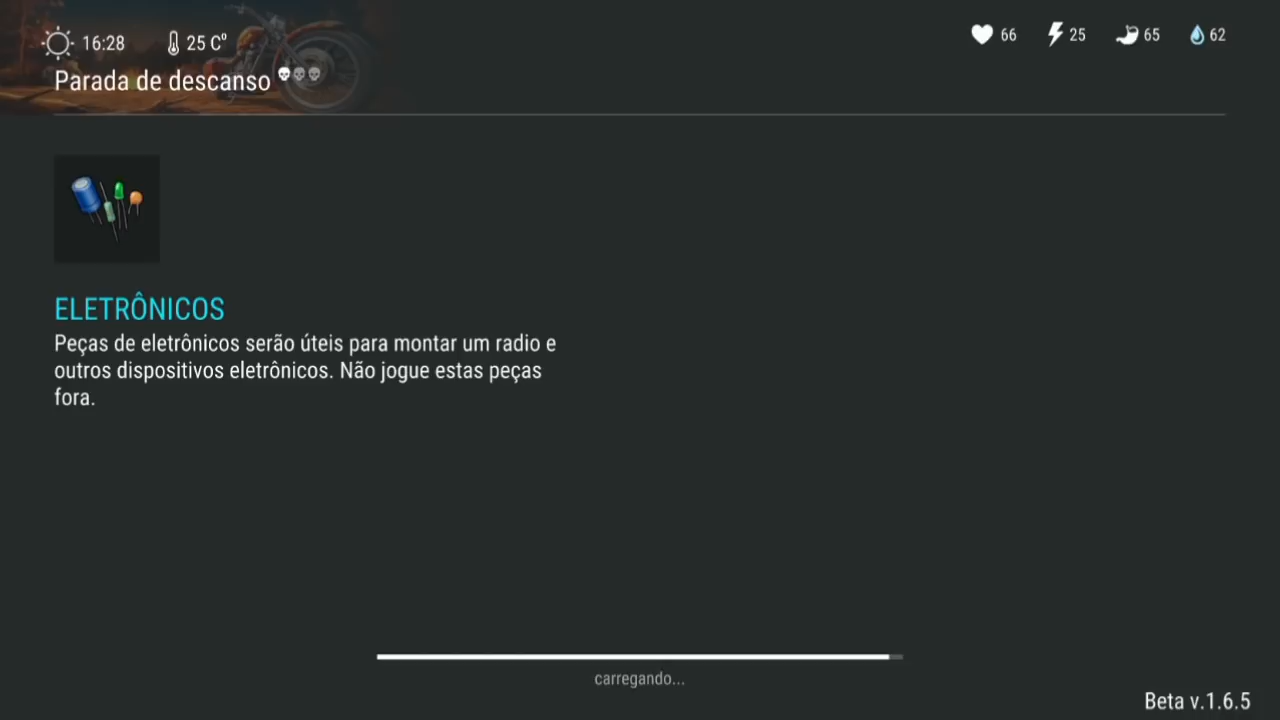 16:28 25 Cº
66 25 65 62
Parada de descanso
ELETRÔNICOS
Peças de eletrônicos serão úteis para montar um radio e
outros dispositivos eletrônicos. Não jogue estas peças
fora.
carregando...
Beta v.1.6.5